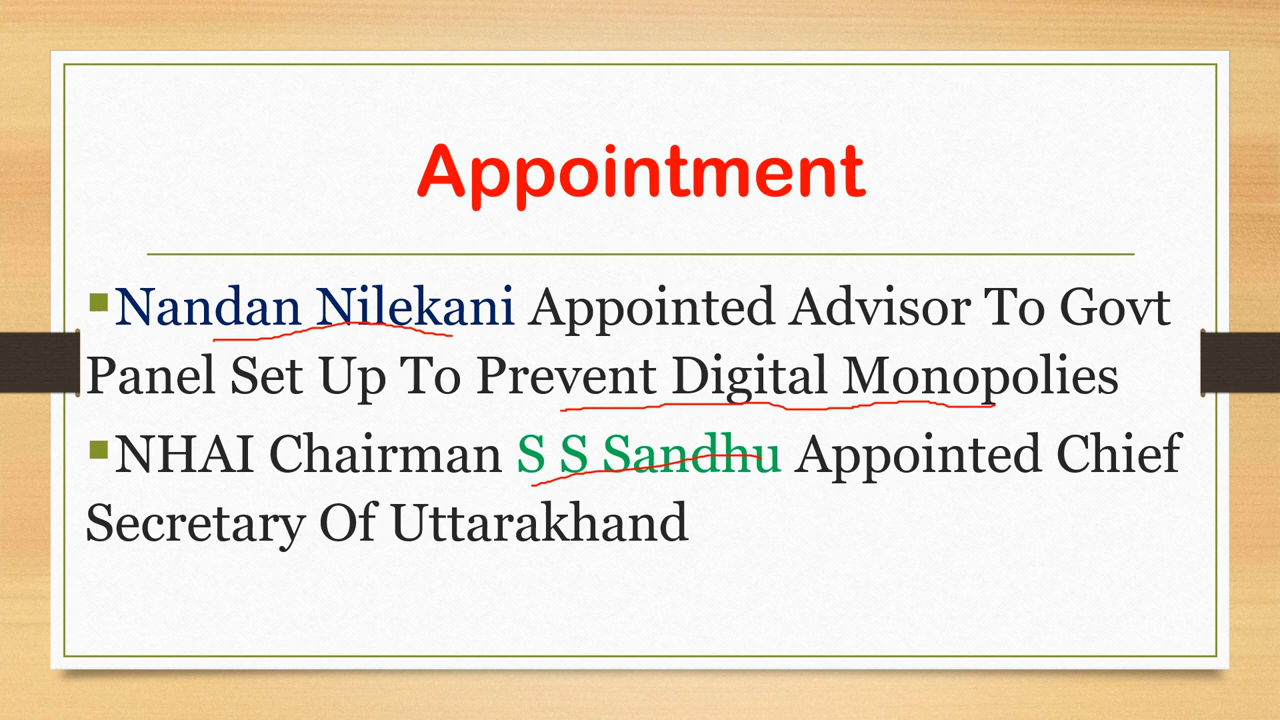 Appointment
Nandan Nilekani Appointed Advisor To Govt
Panel Set Up To Prevent Digital Monopolies
NHAI Chairman S S Sandhu Appointed Chief
Secretary Of Uttarakhand